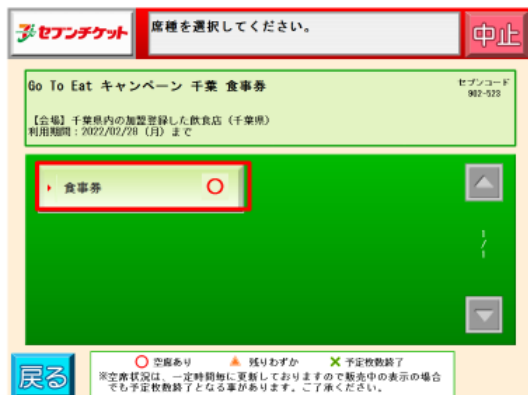 セブンチケット
席種を選択してください。
中止
Go To Eat キャンペーン 千葉 食事券
セブンコード
902-523
【会場】千葉県内の加盟登録した飲食店（千葉県）
利用期間：2022/02/28（月）まで
食事券 ○
1
/
1
戻る
○ 空席あり ▲ 残りわずか × 予定枚数終了
※空席状況は、一定時間毎に更新しておりますので販売中の表示の場合
でも予定枚数終了となる事があります。ご了承ください。